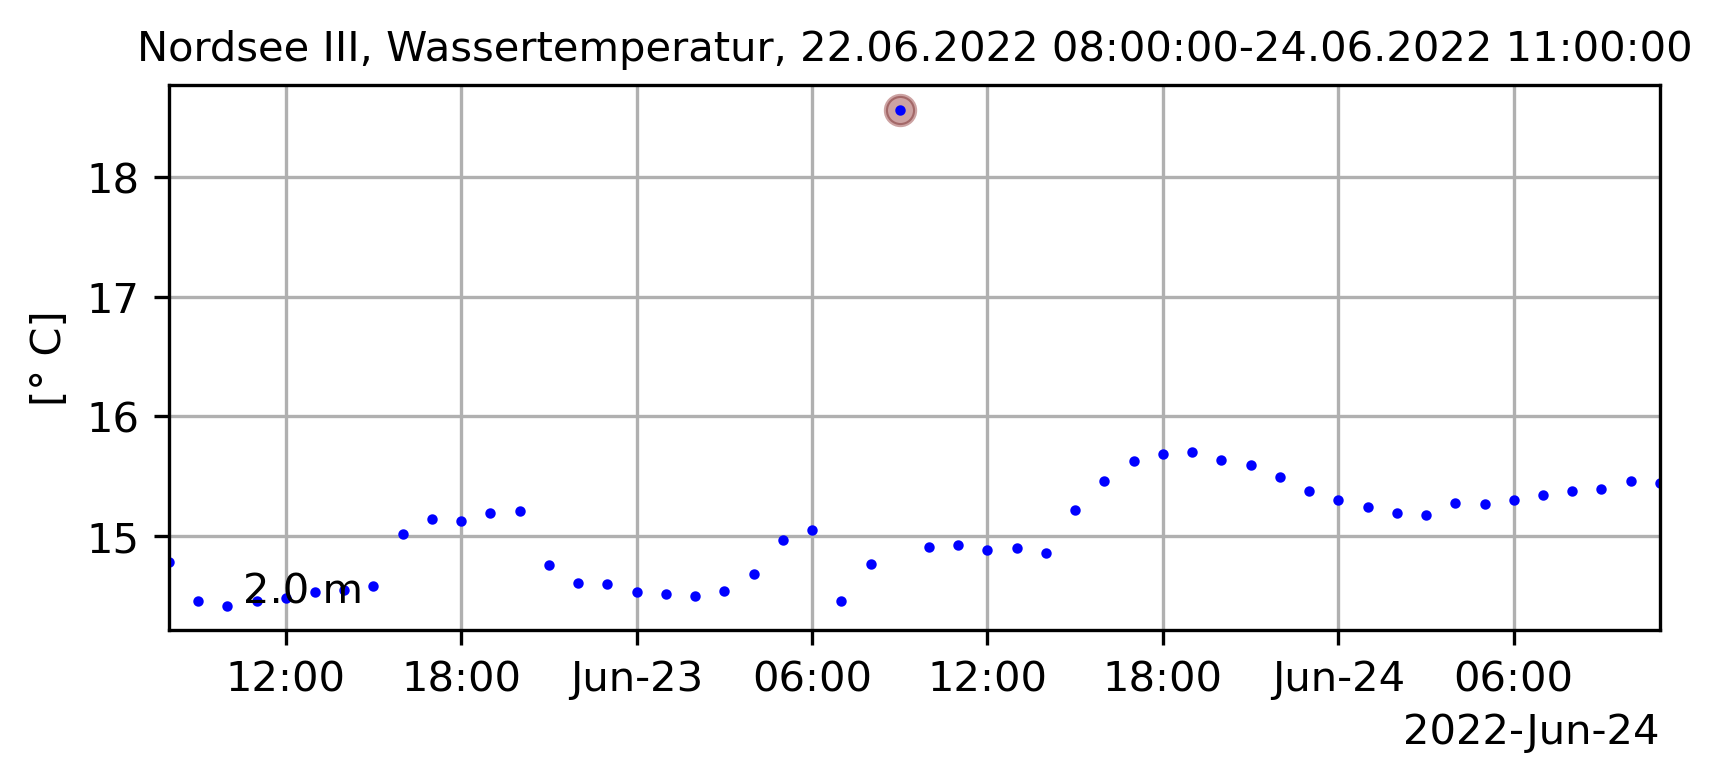 Nordsee III, Wassertemperatur, 22.06.2022 08:00:00-24.06.2022 11:00:00
[° C]
18
17
16
15
2.0 m
12:00 18:00 Jun-23 06:00 12:00 18:00 Jun-24 06:00
2022-Jun-24